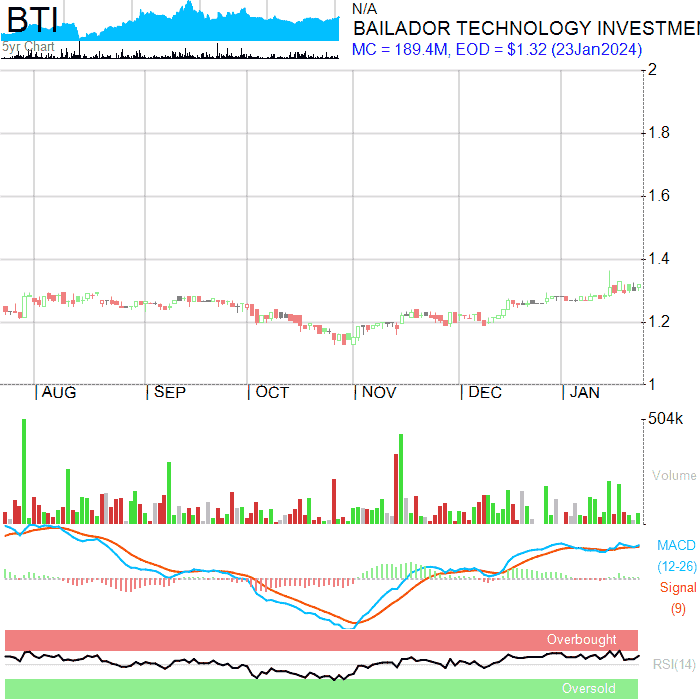 BTI
5yr Chart
N/A
BAILADOR TECHNOLOGY INVESTMEN
MC = 189.4M, EOD = $1.32 (23Jan2024)
2
1.8
1.6
1.4
1.2
1
| AUG | SEP | OCT | NOV | DEC | JAN
504k
Volume
MACD
(12-26)
Signal
(9)
Overbought
RSI(14)
Oversold